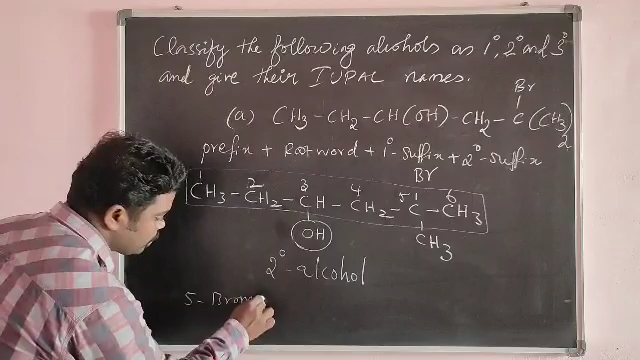 Classify the following alcohols as 1°, 2° and 3°
and give their IUPAC names.
Br
(a) CH3 - CH2 - CH(OH) - CH2 - C(CH3)2
prefix + Root word + 1°-suffix + 2°-suffix
Br
1 2 3 4 5 6
CH3 - CH2 - CH - CH2 - C - CH3
OH CH3
2°-alcohol
5-Brom